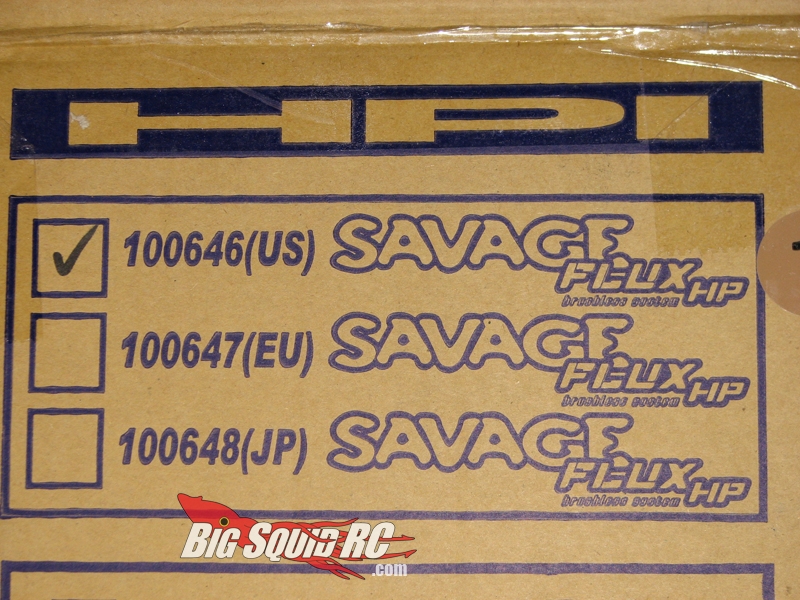 HPI
100646(US) SAVAGE FLUX HP
brushless system
100647(EU) SAVAGE FLUX HP
brushless system
100648(JP) SAVAGE FLUX HP
brushless system
BIG SQUID RC
.com